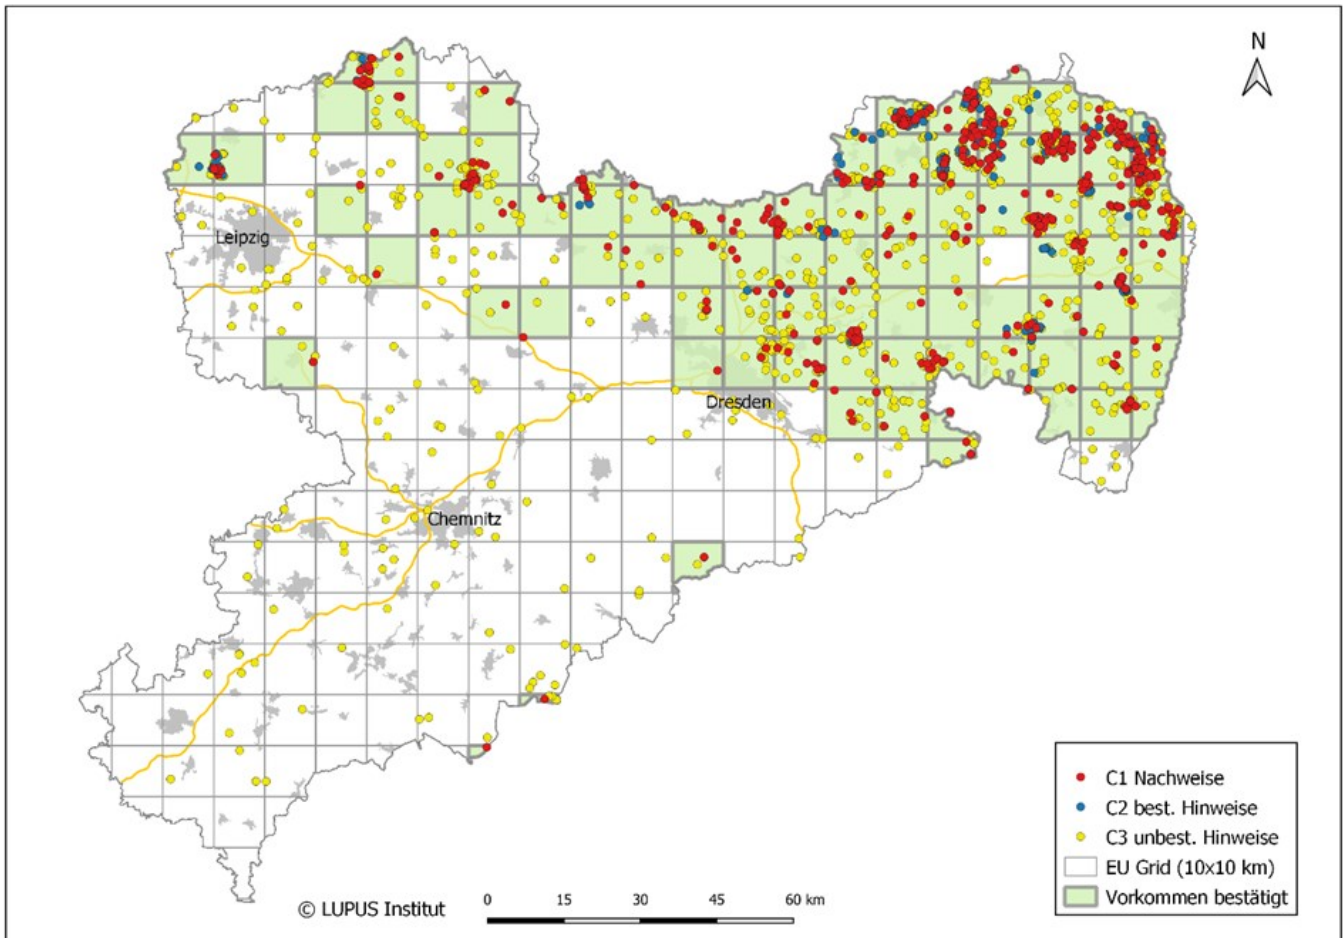 N
Leipzig
Dresden
Chemnitz
C1 Nachweise
C2 best. Hinweise
C3 unbest. Hinweise
EU Grid (10x10 km)
Vorkommen bestätigt
© LUPUS Institut
0 15 30 45 60 km